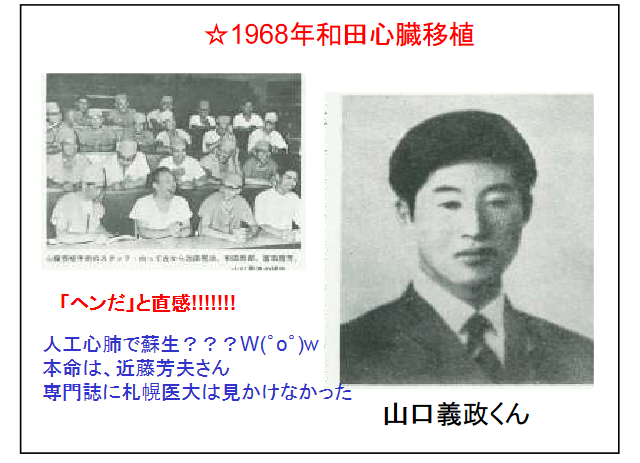 ☆1968年和田心臓移植
「ヘンだ」と直感!!!!!!!
人工心肺で蘇生？？？W(ﾟoﾟ)w
本命は、近藤芳夫さん
専門誌に札幌医大は見かけなかった
山口義政くん